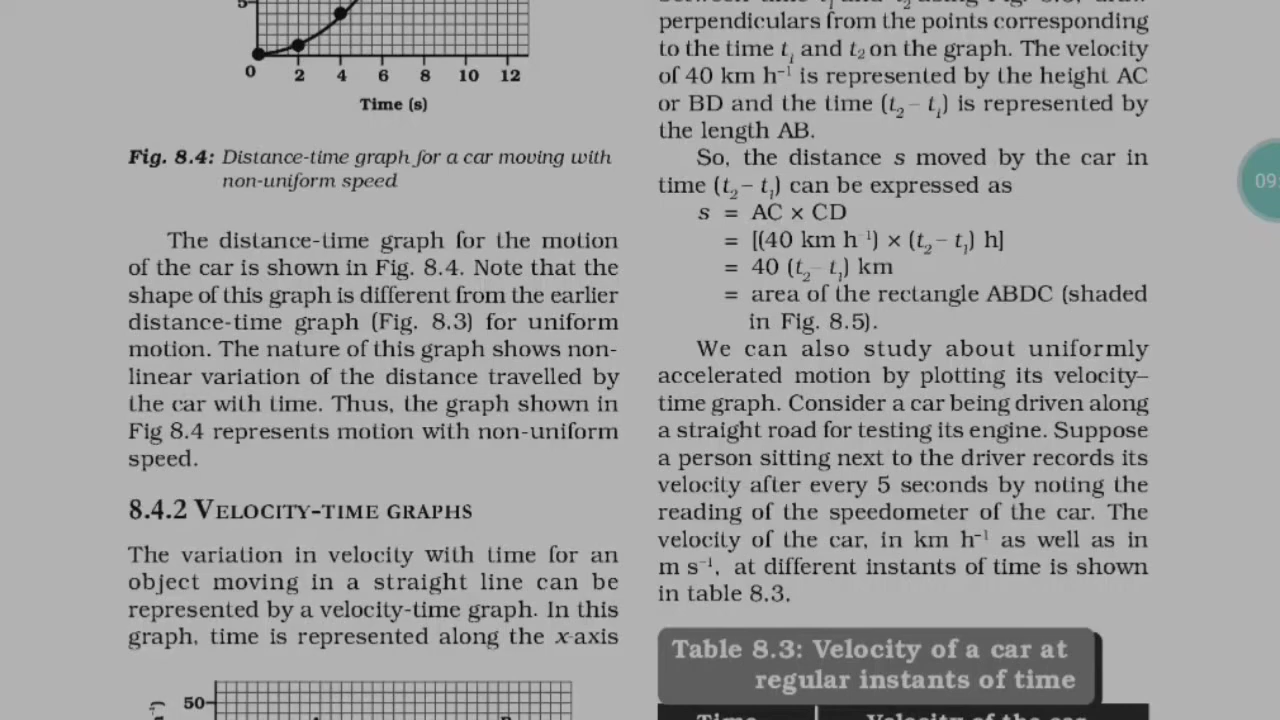 5
0 2 4 6 8 10 12
Time (s)
Fig. 8.4: Distance-time graph for a car moving with
non-uniform speed
The distance-time graph for the motion
of the car is shown in Fig. 8.4. Note that the
shape of this graph is different from the earlier
distance-time graph (Fig. 8.3) for uniform
motion. The nature of this graph shows non-
linear variation of the distance travelled by
the car with time. Thus, the graph shown in
Fig 8.4 represents motion with non-uniform
speed.
8.4.2 VELOCITY-TIME GRAPHS
The variation in velocity with time for an
object moving in a straight line can be
represented by a velocity-time graph. In this
graph, time is represented along the x-axis
50
perpendiculars from the points corresponding
to the time t₁ and t₂ on the graph. The velocity
of 40 km h⁻¹ is represented by the height AC
or BD and the time (t₂ – t₁) is represented by
the length AB.
So, the distance s moved by the car in
time (t₂ – t₁) can be expressed as
s = AC × CD
= [(40 km h⁻¹) × (t₂ – t₁) h]
= 40 (t₂ – t₁) km
= area of the rectangle ABDC (shaded
in Fig. 8.5).
We can also study about uniformly
accelerated motion by plotting its velocity–
time graph. Consider a car being driven along
a straight road for testing its engine. Suppose
a person sitting next to the driver records its
velocity after every 5 seconds by noting the
reading of the speedometer of the car. The
velocity of the car, in km h⁻¹ as well as in
m s⁻¹, at different instants of time is shown
in table 8.3.
Table 8.3: Velocity of a car at
regular instants of time
Time Velocity of the car
09